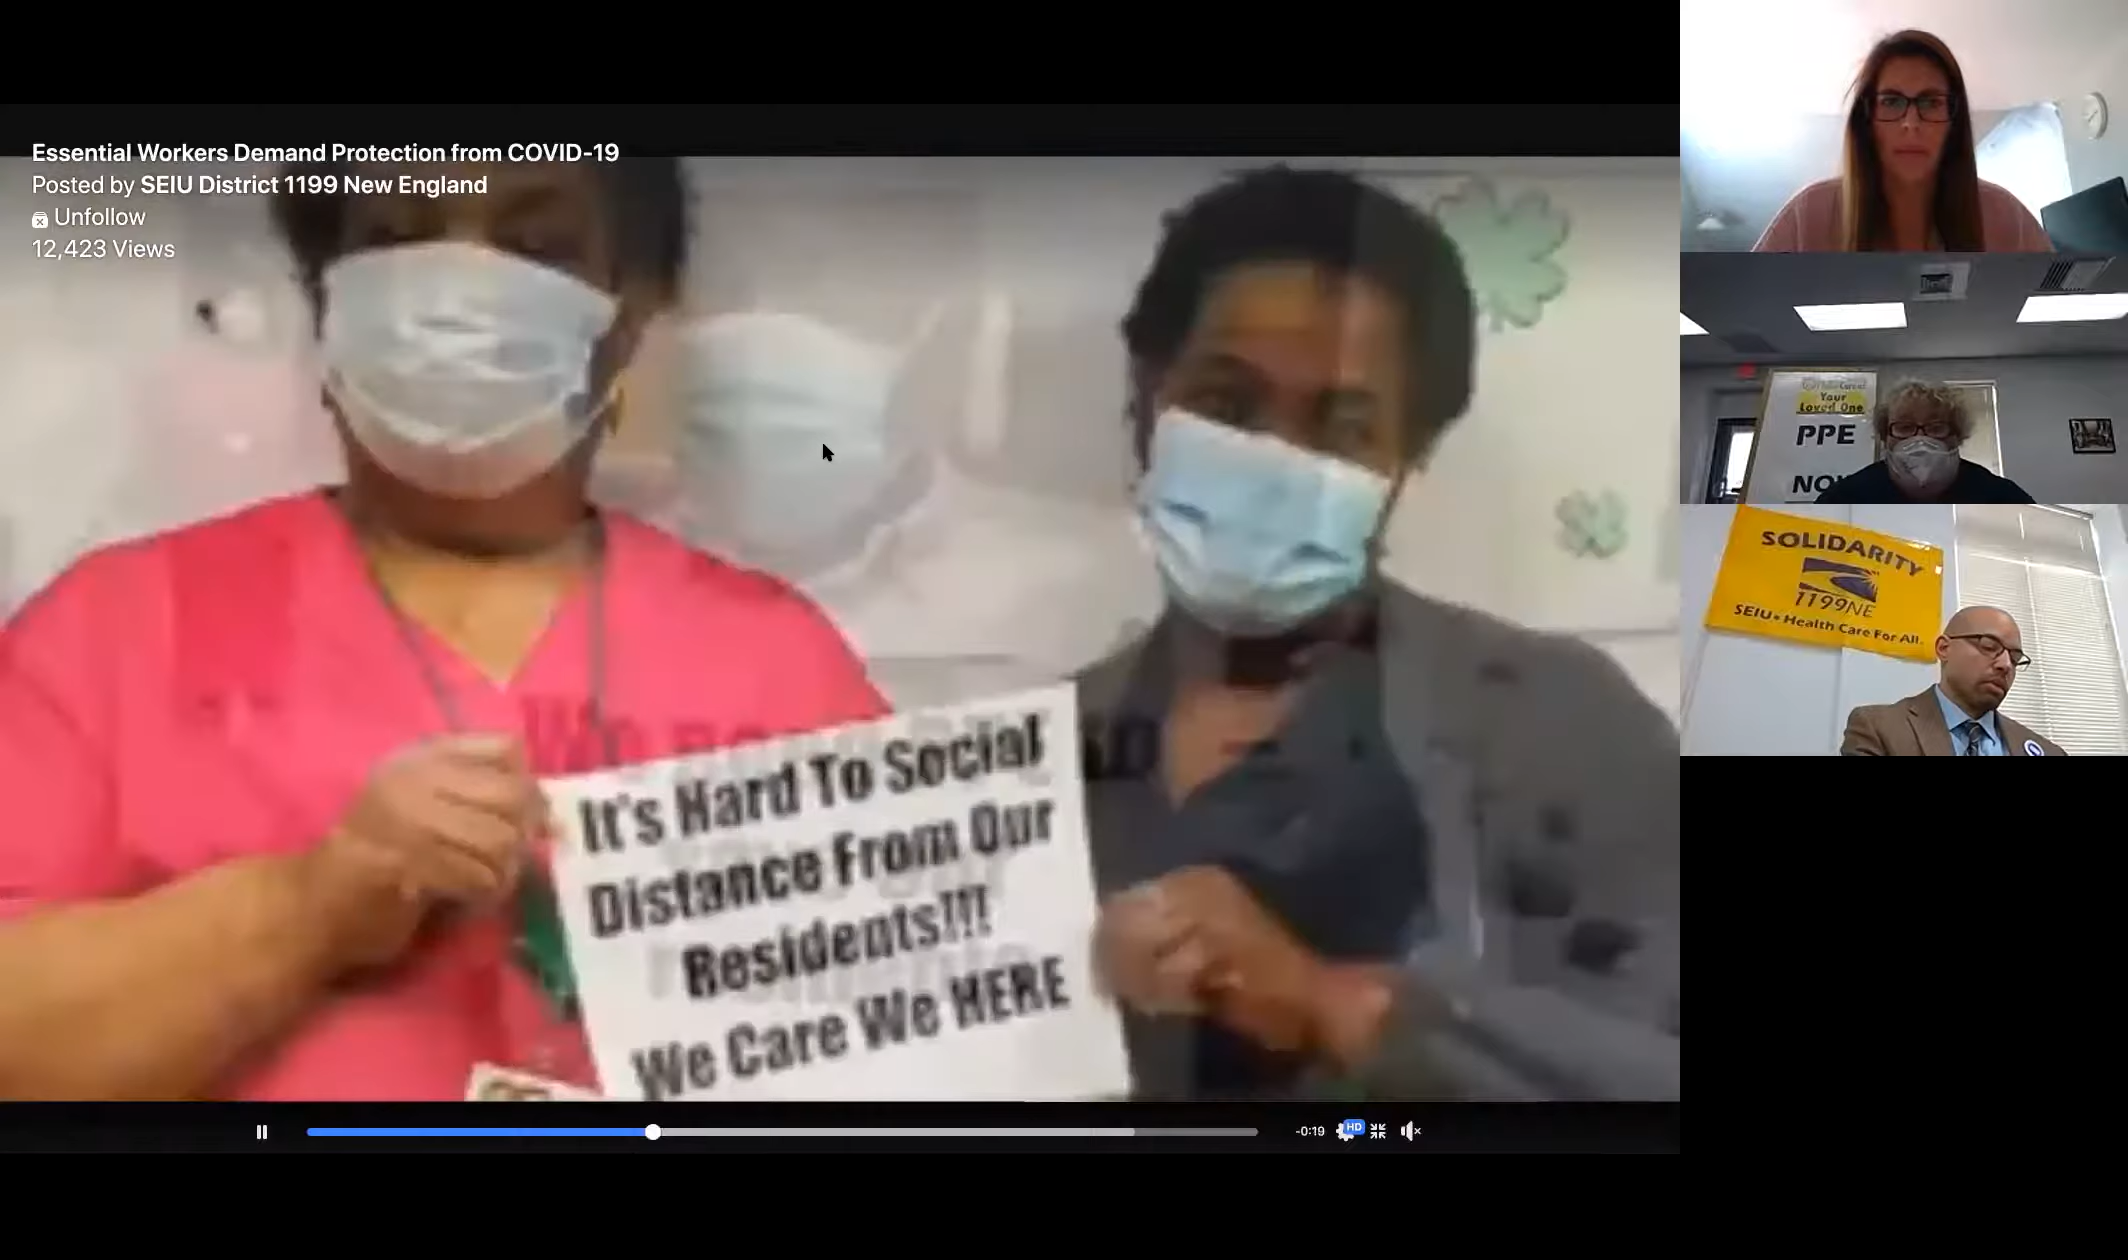 Essential Workers Demand Protection from COVID-19
Posted by SEIU District 1199 New England
Unfollow
12,423 Views
It's Hard To Social
Distance From Our
Residents!!!
We Care We HERE
-0:19
HD
Your
Loved One
PPE
SOLIDARITY
1199NE
SEIU • Health Care For All.